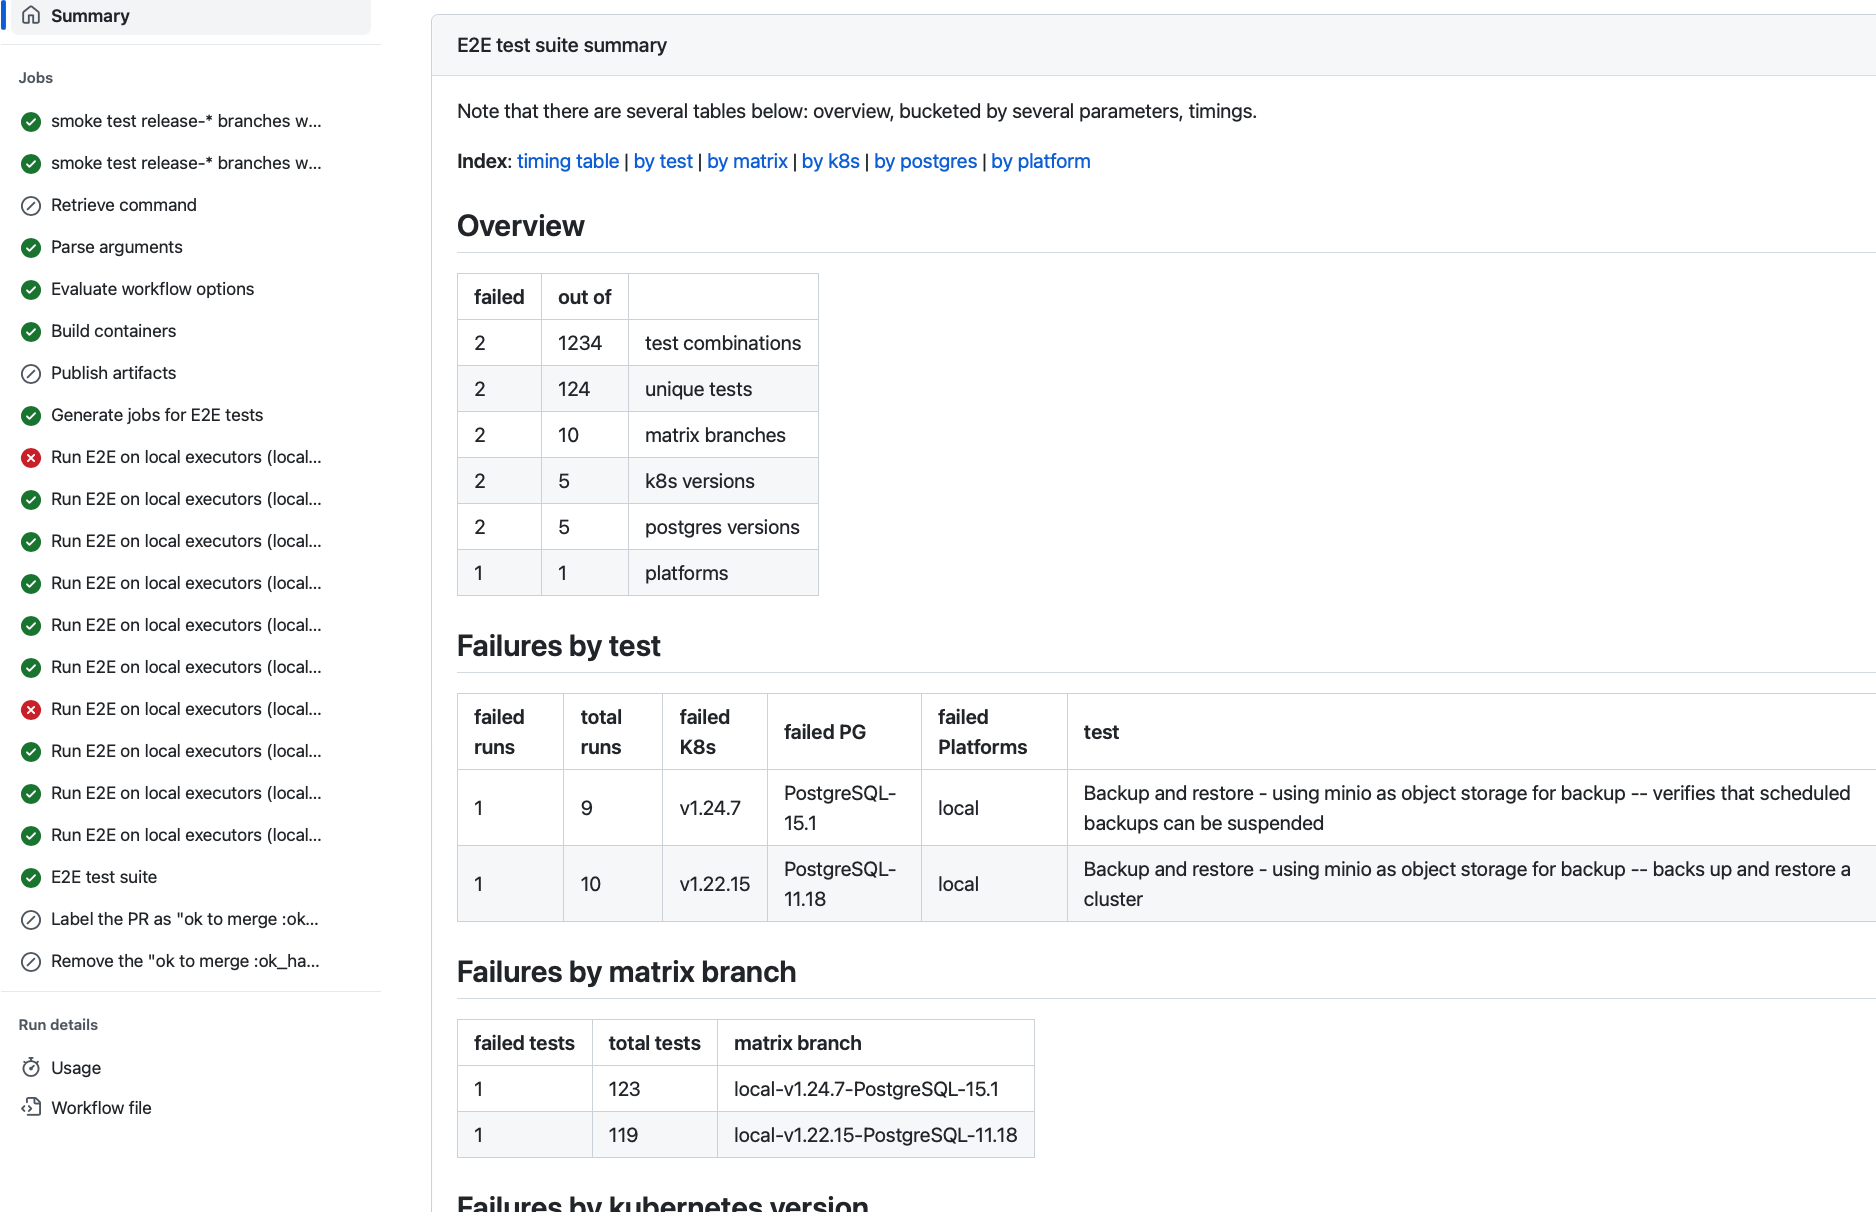 Summary
Jobs
smoke test release-* branches w...
smoke test release-* branches w...
Retrieve command
Parse arguments
Evaluate workflow options
Build containers
Publish artifacts
Generate jobs for E2E tests
Run E2E on local executors (local...
Run E2E on local executors (local...
Run E2E on local executors (local...
Run E2E on local executors (local...
Run E2E on local executors (local...
Run E2E on local executors (local...
Run E2E on local executors (local...
Run E2E on local executors (local...
Run E2E on local executors (local...
Run E2E on local executors (local...
E2E test suite
Label the PR as "ok to merge :ok...
Remove the "ok to merge :ok_ha...
Run details
Usage
Workflow file
E2E test suite summary
Note that there are several tables below: overview, bucketed by several parameters, timings.
Index: timing table | by test | by matrix | by k8s | by postgres | by platform
Overview
failed out of
2 1234 test combinations
2 124 unique tests
2 10 matrix branches
2 5 k8s versions
2 5 postgres versions
1 1 platforms
Failures by test
failed runs total runs failed K8s failed PG failed Platforms test
1 9 v1.24.7 PostgreSQL-15.1 local Backup and restore - using minio as object storage for backup -- verifies that scheduled backups can be suspended
1 10 v1.22.15 PostgreSQL-11.18 local Backup and restore - using minio as object storage for backup -- backs up and restore a cluster
Failures by matrix branch
failed tests total tests matrix branch
1 123 local-v1.24.7-PostgreSQL-15.1
1 119 local-v1.22.15-PostgreSQL-11.18
Failures by kubernetes version